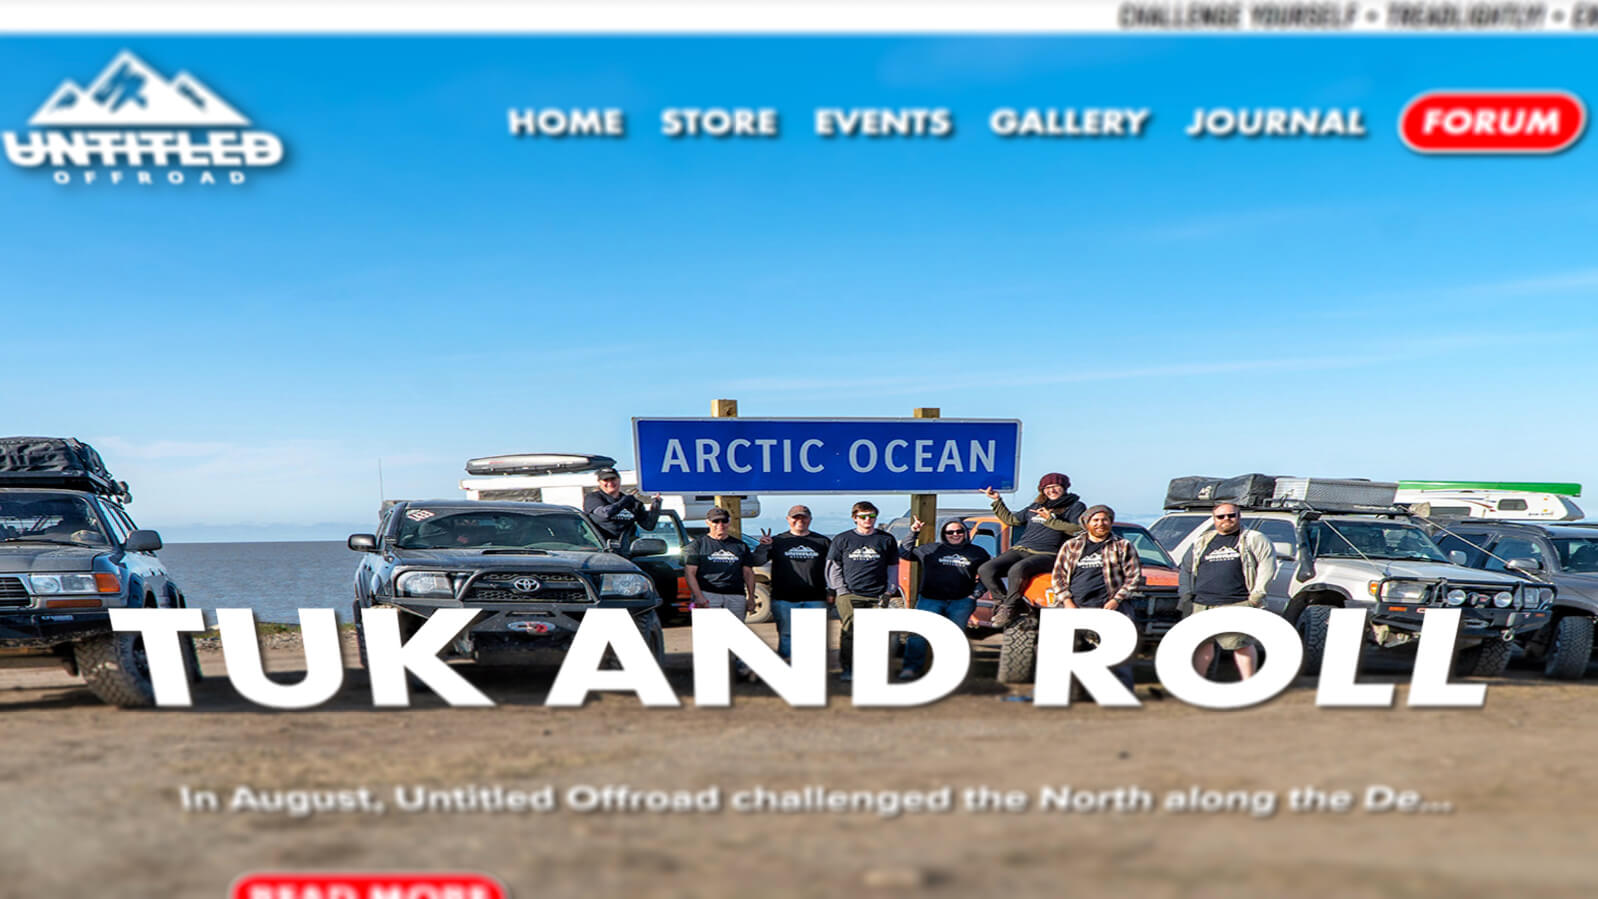 CHALLENGE YOURSELF • TREADLIGHTLY! •
UNTITLED
OFFROAD
HOME STORE EVENTS GALLERY JOURNAL FORUM
ARCTIC OCEAN
TUK AND ROLL
In August, Untitled Offroad challenged the North along the De...
READ MORE